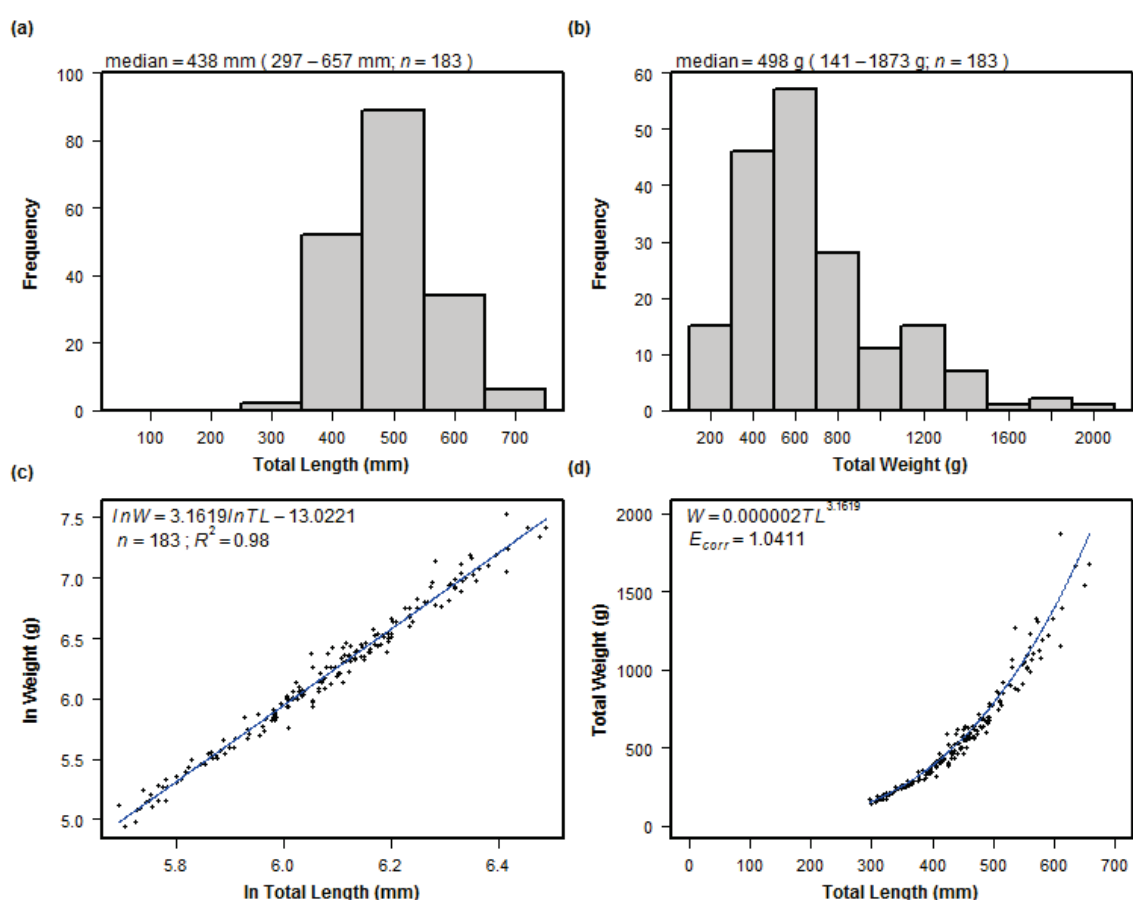 (a)
median = 438 mm ( 297 – 657 mm; n = 183 )
100
80
60
40
20
0
Frequency
100 200 300 400 500 600 700
Total Length (mm)
(b)
median = 498 g ( 141 – 1873 g; n = 183 )
60
50
40
30
20
10
0
Frequency
200 400 600 800 1200 1600 2000
Total Weight (g)
(c)
lnW = 3.1619lnTL – 13.0221
n = 183 ; R² = 0.98
7.5
7.0
6.5
6.0
5.5
5.0
ln Weight (g)
5.8 6.0 6.2 6.4
ln Total Length (mm)
(d)
W = 0.000002TL^3.1619
E_corr = 1.0411
2000
1500
1000
500
0
Total Weight (g)
0 100 200 300 400 500 600 700
Total Length (mm)